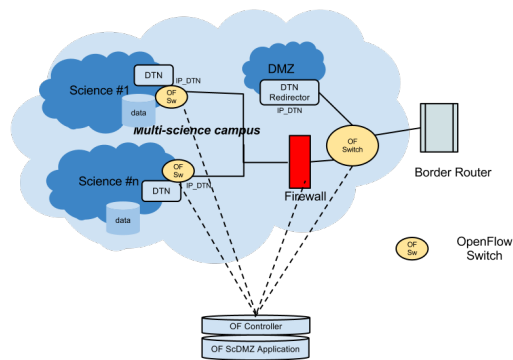 Science #1
DTN
IP_DTN
OF
Sw
data
DMZ
DTN
Redirector
IP_DTN
Multi-science campus
OF
Switch
Border Router
Science #n
OF
Sw
IP_DTN
DTN
data
Firewall
OF
Sw
OpenFlow
Switch
OF Controller
OF ScDMZ Application